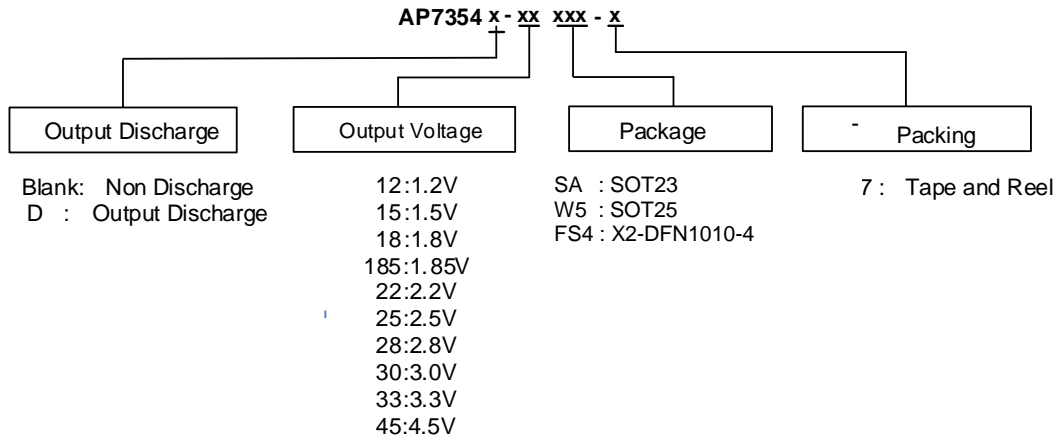 AP7354 x - xx xxx - x
Output Discharge
Output Voltage
Package
- Packing
Blank: Non Discharge
D : Output Discharge
12:1.2V
15:1.5V
18:1.8V
185:1.85V
22:2.2V
25:2.5V
28:2.8V
30:3.0V
33:3.3V
45:4.5V
SA : SOT23
W5 : SOT25
FS4 : X2-DFN1010-4
7 : Tape and Reel